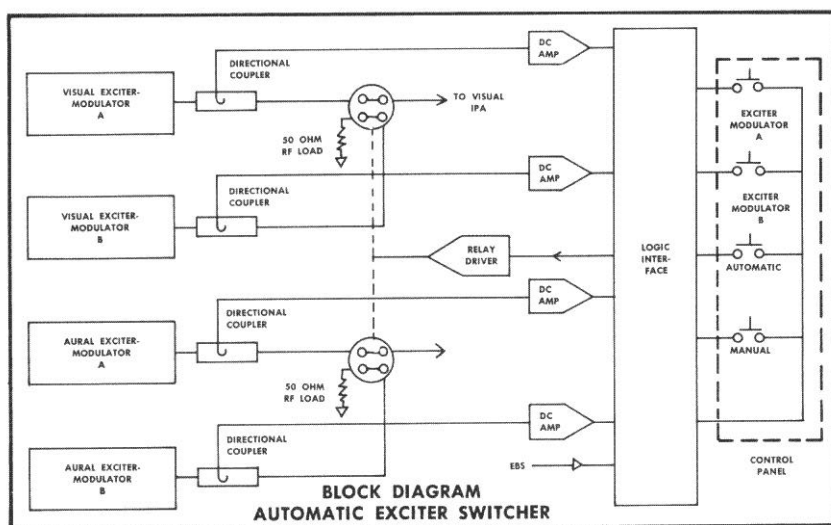 DIRECTIONAL
COUPLER
DC
AMP
VISUAL EXCITER-
MODULATOR
A
TO VISUAL
IPA
50 OHM
RF LOAD
EXCITER
MODULATOR
A
DIRECTIONAL
COUPLER
DC
AMP
VISUAL EXCITER-
MODULATOR
B
EXCITER
MODULATOR
B
RELAY
DRIVER
LOGIC
INTER-
FACE
AUTOMATIC
DIRECTIONAL
COUPLER
DC
AMP
AURAL EXCITER-
MODULATOR
A
MANUAL
50 OHM
RF LOAD
DIRECTIONAL
COUPLER
DC
AMP
AURAL EXCITER-
MODULATOR
B
EBS
CONTROL
PANEL
BLOCK DIAGRAM
AUTOMATIC EXCITER SWITCHER